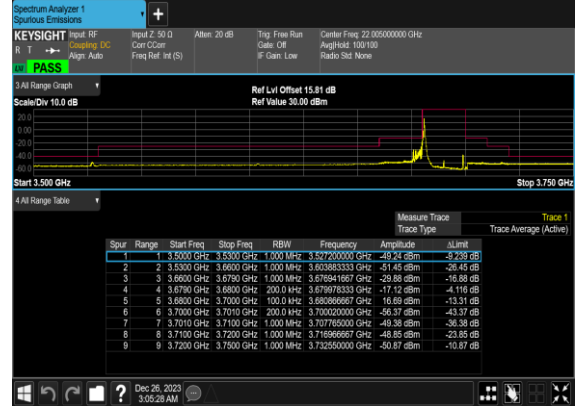 Spectrum Analyzer 1
Spurious Emissions
+
KEYSIGHT Input: RF Input Z: 50 Ω Atten: 20 dB Trig: Free Run Center Freq: 22.005000000 GHz
R T Coupling: DC Corr CCorr Gate: Off Avg|Hold: 100/100
Align: Auto Freq Ref: Int (S) IF Gain: Low Radio Std: None
PASS
3 All Range Graph
Ref Lvl Offset 15.81 dB
Scale/Div 10.0 dB Ref Value 30.00 dBm
20.0
0.00
-20.0
-40.0
-60.0
Start 3.500 GHz Stop 3.750 GHz
4 All Range Table
Measure Trace Trace 1
Trace Type Trace Average (Active)
Spur Range Start Freq Stop Freq RBW Frequency Amplitude ΔLimit
1 1 3.5000 GHz 3.5300 GHz 1.000 MHz 3.527200000 GHz -49.24 dBm -9.239 dB
2 2 3.5300 GHz 3.6600 GHz 1.000 MHz 3.603883333 GHz -51.45 dBm -26.45 dB
3 3 3.6600 GHz 3.6790 GHz 1.000 MHz 3.676941667 GHz -29.88 dBm -16.88 dB
4 4 3.6790 GHz 3.6800 GHz 200.0 kHz 3.679978333 GHz -17.12 dBm -4.116 dB
5 5 3.6800 GHz 3.7000 GHz 100.0 kHz 3.680866667 GHz 16.69 dBm -13.31 dB
6 6 3.7000 GHz 3.7010 GHz 200.0 kHz 3.700020000 GHz -56.37 dBm -43.37 dB
7 7 3.7010 GHz 3.7100 GHz 1.000 MHz 3.707765000 GHz -49.38 dBm -36.38 dB
8 8 3.7100 GHz 3.7200 GHz 1.000 MHz 3.716966667 GHz -48.85 dBm -23.85 dB
9 9 3.7200 GHz 3.7500 GHz 1.000 MHz 3.732550000 GHz -50.87 dBm -10.87 dB
? Dec 26, 2023
3:05:28 AM